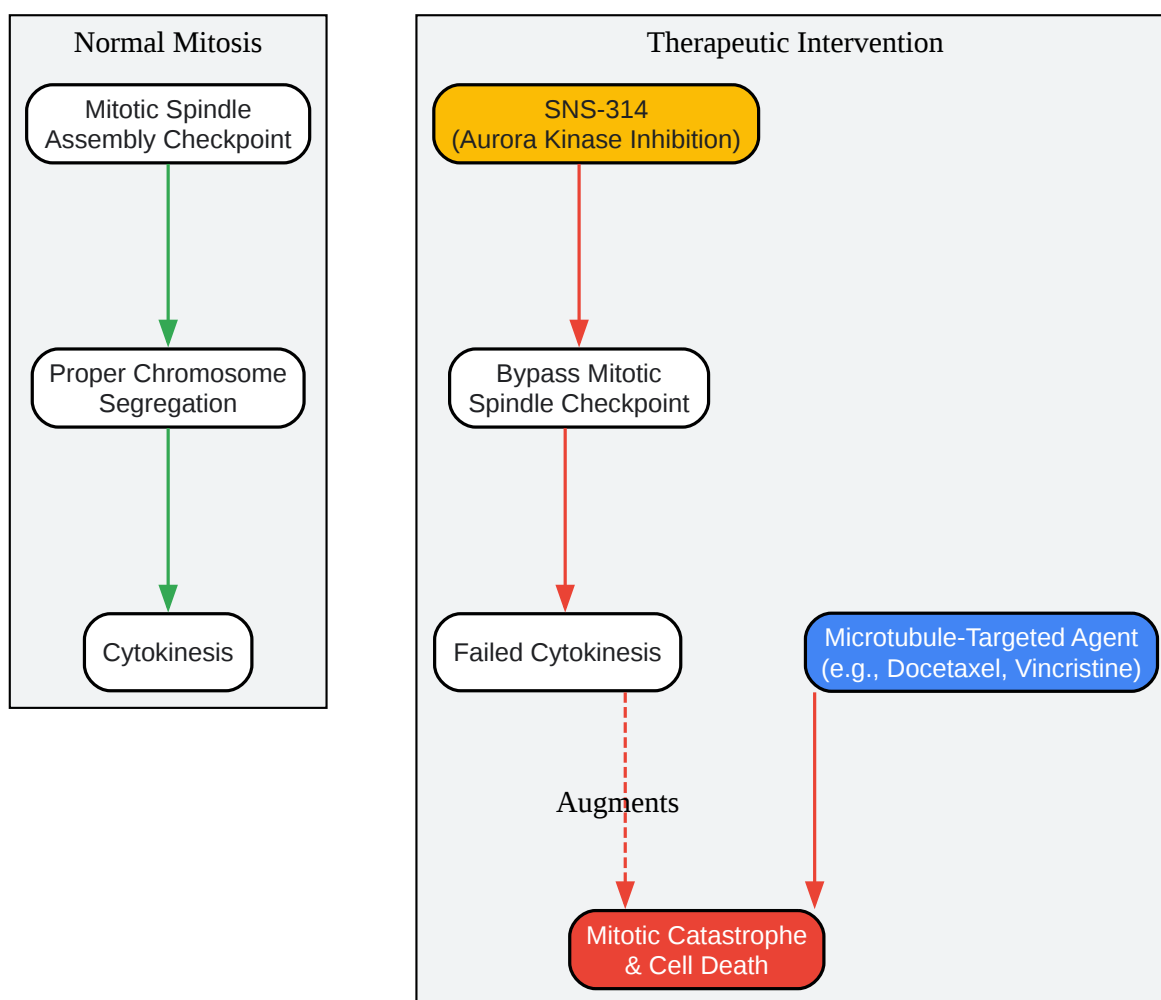 Normal Mitosis
Mitotic Spindle
Assembly Checkpoint
Proper Chromosome
Segregation
Cytokinesis
Therapeutic Intervention
SNS-314
(Aurora Kinase Inhibition)
Bypass Mitotic
Spindle Checkpoint
Failed Cytokinesis
Microtubule-Targeted Agent
(e.g., Docetaxel, Vincristine)
Augments
Mitotic Catastrophe
& Cell Death